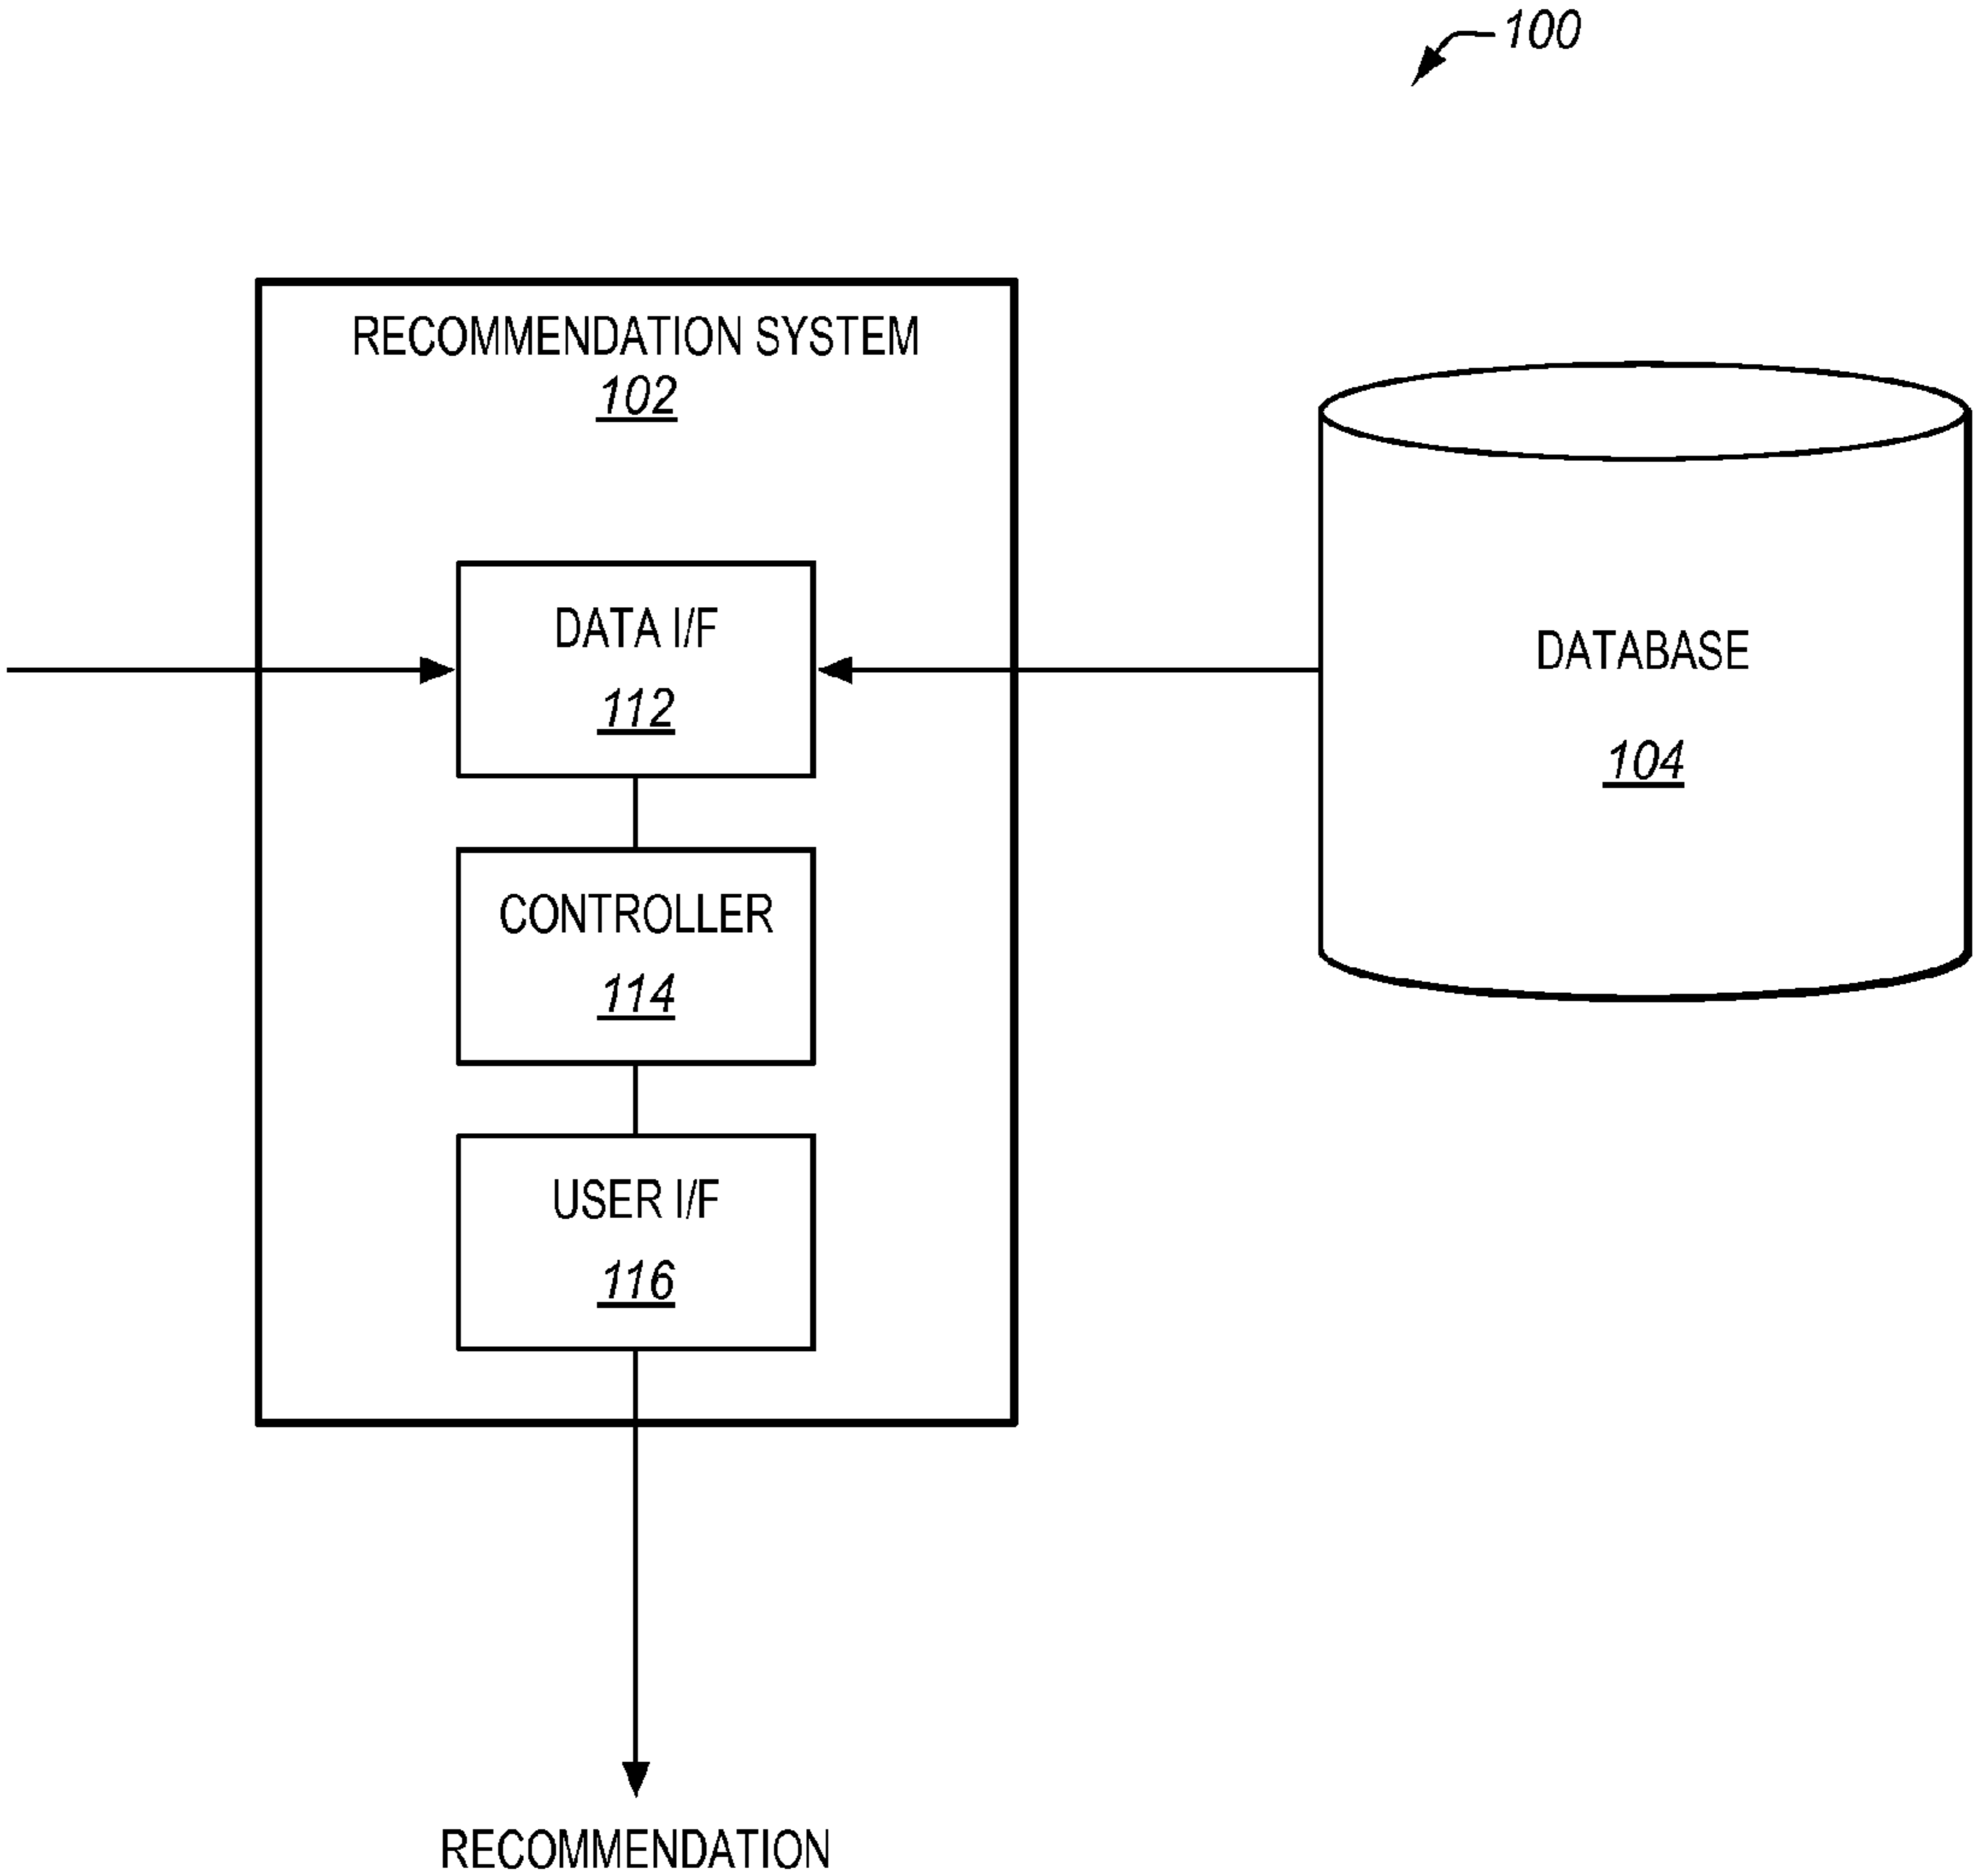 100
RECOMMENDATION SYSTEM
102
DATA I/F
112
DATABASE
104
CONTROLLER
114
USER I/F
116
RECOMMENDATION